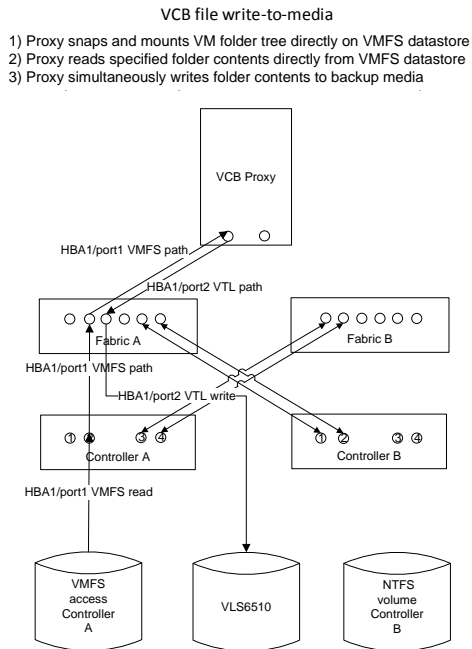 VCB file write-to-media
1) Proxy snaps and mounts VM folder tree directly on VMFS datastore
2) Proxy reads specified folder contents directly from VMFS datastore
3) Proxy simultaneously writes folder contents to backup media
VCB Proxy
HBA1/port1 VMFS path
HBA1/port2 VTL path
Fabric A
Fabric B
HBA1/port1 VMFS path
HBA1/port2 VTL write
1
3
4
Controller A
1
2
3
4
Controller B
HBA1/port1 VMFS read
VMFS
access
Controller
A
VLS6510
NTFS
volume
Controller
B